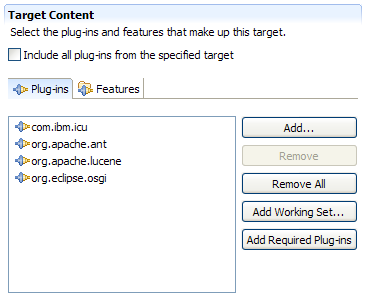 Target Content
Select the plug-ins and features that make up this target.
Include all plug-ins from the specified target
Plug-ins
Features
com.ibm.icu
org.apache.ant
org.apache.lucene
org.eclipse.osgi
Add...
Remove
Remove All
Add Working Set...
Add Required Plug-ins